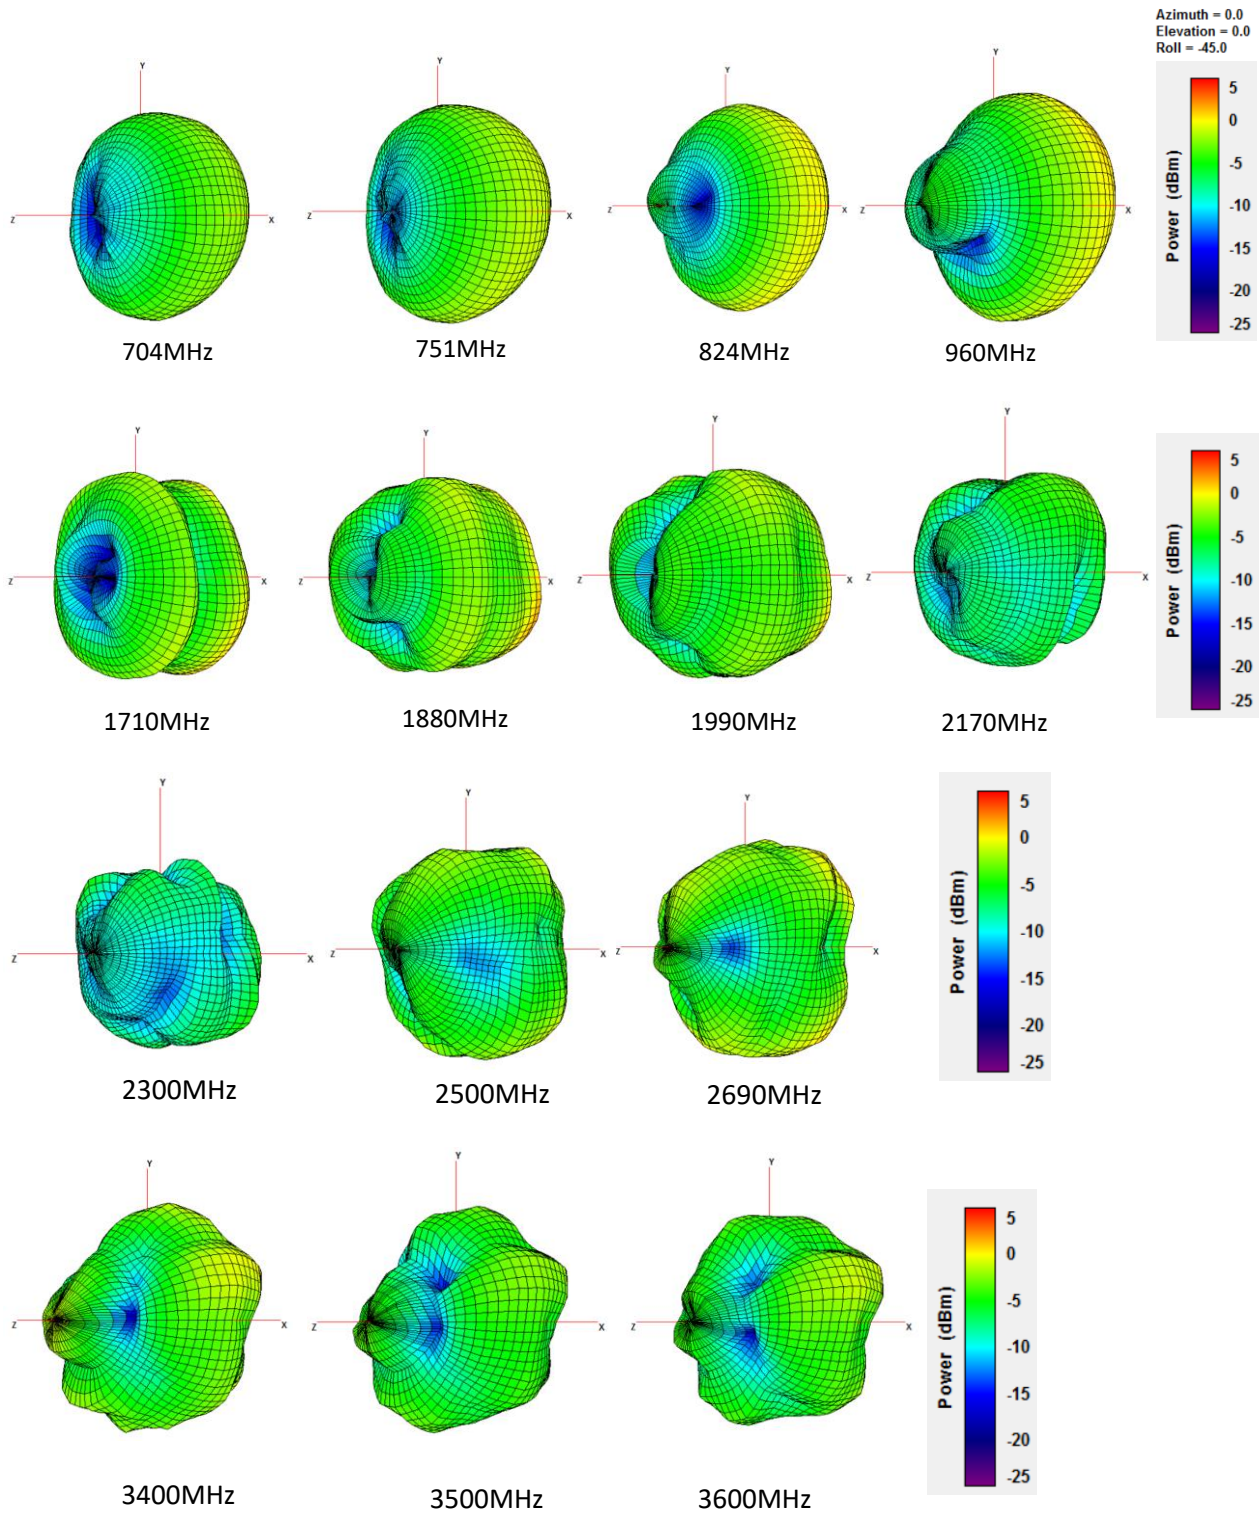 Azimuth = 0.0
Elevation = 0.0
Roll = -45.0
Y
Z
X
Y
Z
X
Y
Z
X
Y
Z
X
Power (dBm)
5
0
-5
-10
-15
-20
-25
704MHz
751MHz
824MHz
960MHz
Y
Z
X
Y
Z
X
Y
Z
X
Y
Z
X
Power (dBm)
5
0
-5
-10
-15
-20
-25
1710MHz
1880MHz
1990MHz
2170MHz
Y
Z
X
Y
Z
X
Y
Z
X
Power (dBm)
5
0
-5
-10
-15
-20
-25
2300MHz
2500MHz
2690MHz
Y
Z
X
Y
Z
X
Y
Z
X
Power (dBm)
5
0
-5
-10
-15
-20
-25
3400MHz
3500MHz
3600MHz